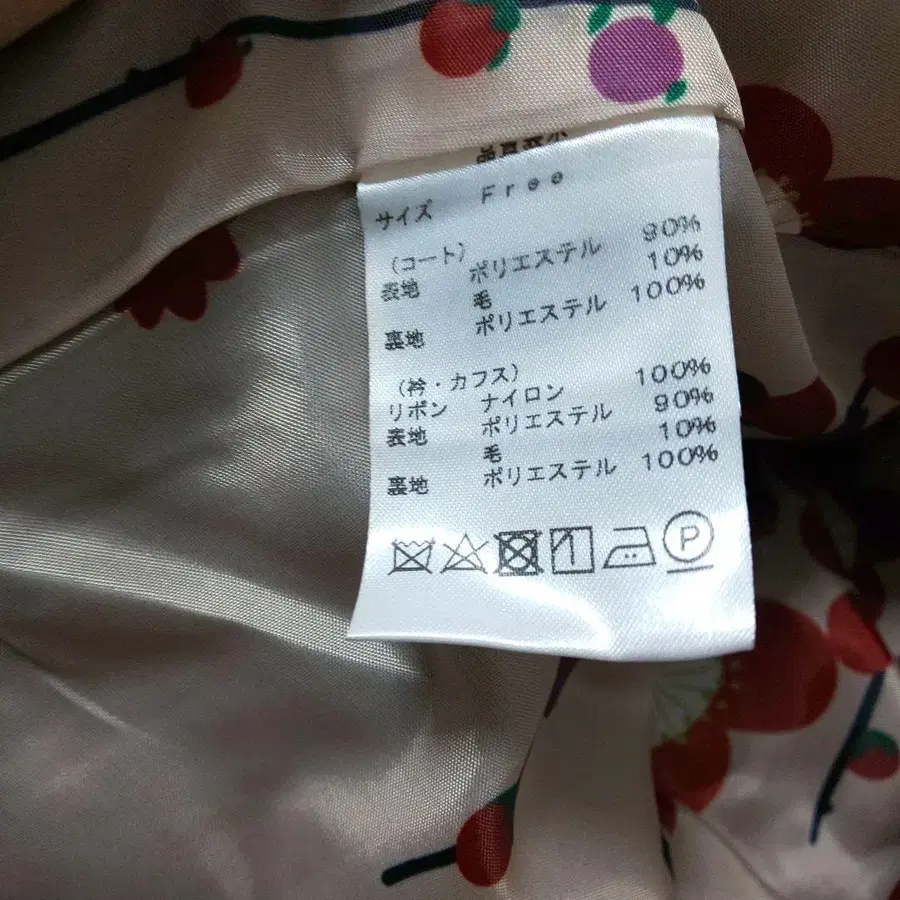 サイズ Free
(コート)
表地 ポリエステル 90%
毛 10%
裏地 ポリエステル 100%
(衿・カフス)
リボン ナイロン 100%
表地 ポリエステル 90%
毛 10%
裏地 ポリエステル 100%
P